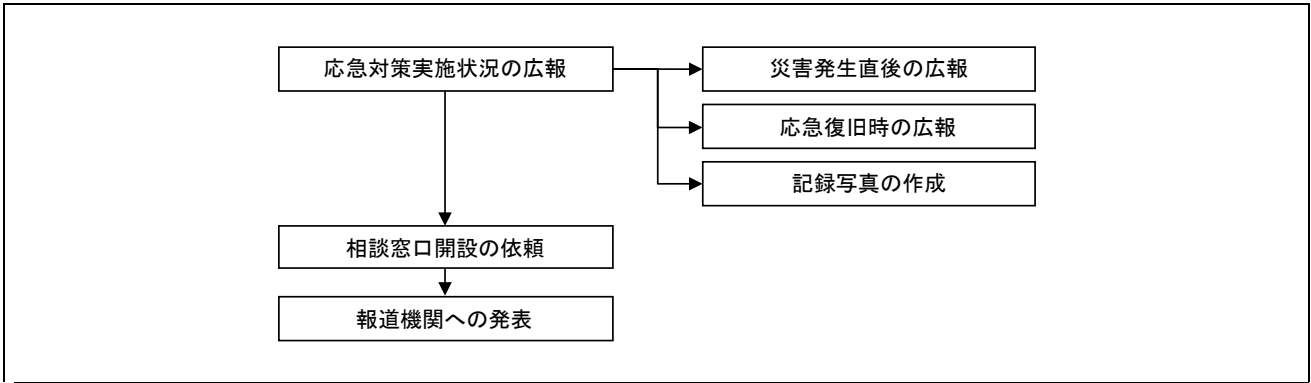 応急対策実施状況の広報
災害発生直後の広報
応急復旧時の広報
記録写真の作成
相談窓口開設の依頼
報道機関への発表